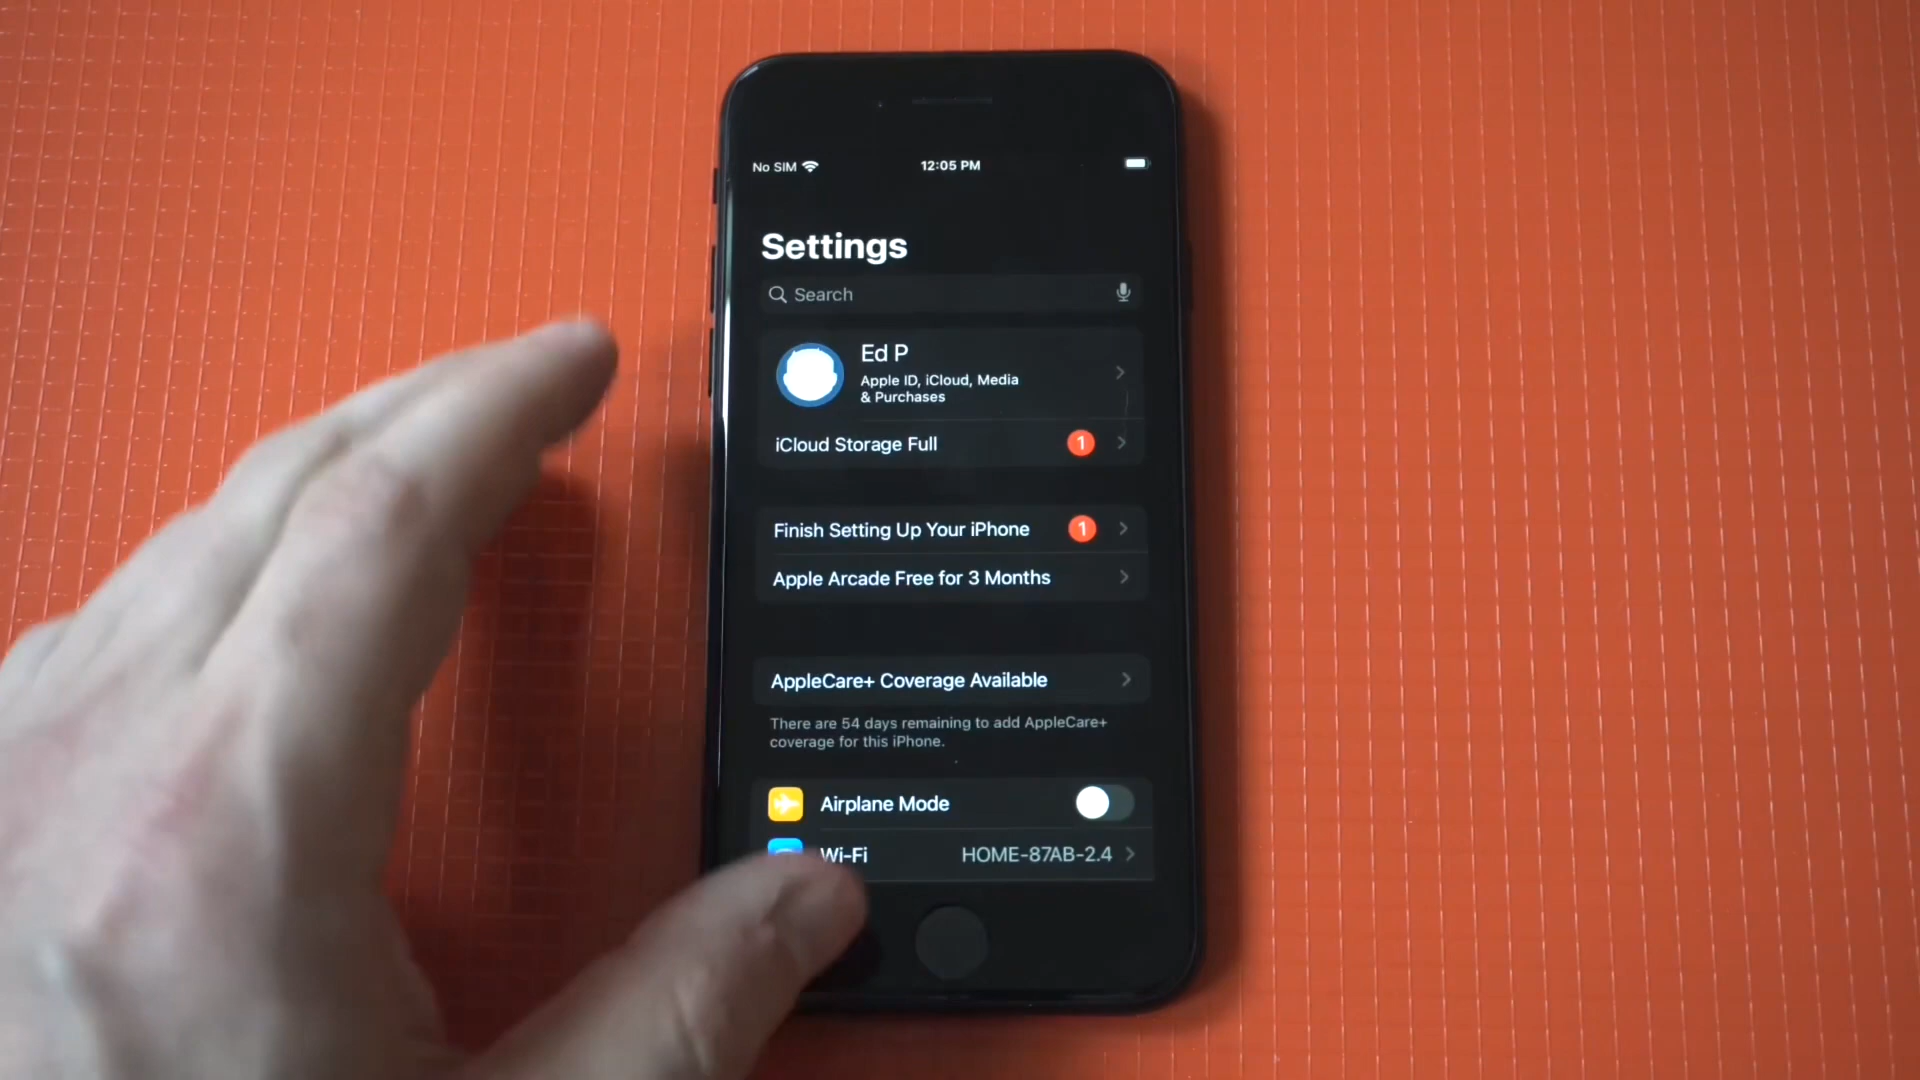 No SIM
12:05 PM
Settings
Search
Ed P
Apple ID, iCloud, Media
& Purchases
iCloud Storage Full
1
Finish Setting Up Your iPhone
1
Apple Arcade Free for 3 Months
AppleCare+ Coverage Available
There are 54 days remaining to add AppleCare+
coverage for this iPhone.
Airplane Mode
Wi-Fi
HOME-87AB-2.4